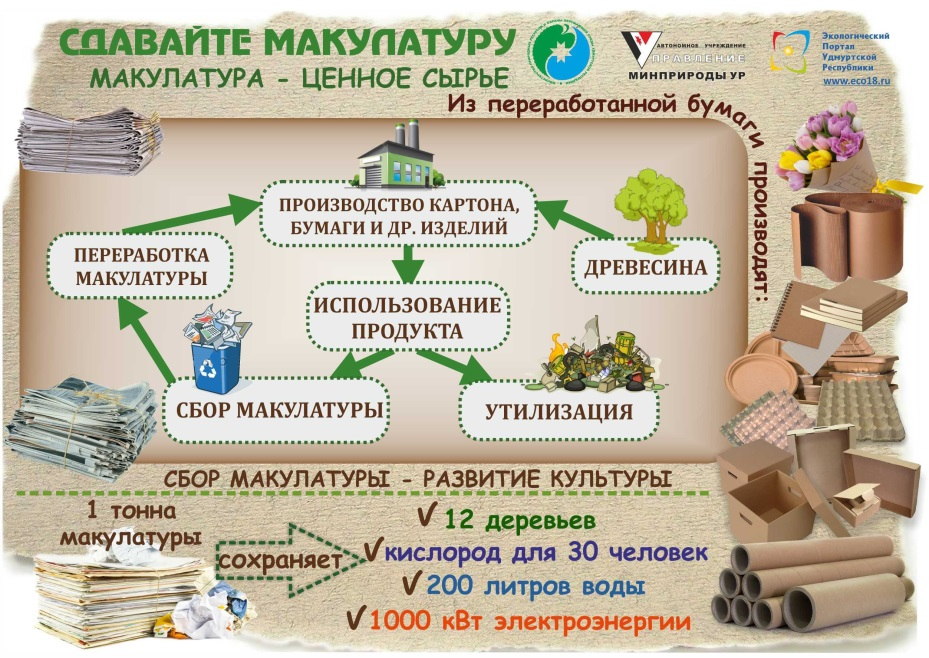 СДАВАЙТЕ МАКУЛАТУРУ
МАКУЛАТУРА - ЦЕННОЕ СЫРЬЕ
АВТОНОМНОЕ УЧРЕЖДЕНИЕ
УПРАВЛЕНИЕ
МИНПРИРОДЫ УР
Экологический
Портал
Удмуртской
Республики
www.eco18.ru
Из переработанной бумаги производят:
ПРОИЗВОДСТВО КАРТОНА,
БУМАГИ И ДР. ИЗДЕЛИЙ
ПЕРЕРАБОТКА
МАКУЛАТУРЫ
ДРЕВЕСИНА
ИСПОЛЬЗОВАНИЕ
ПРОДУКТА
СБОР МАКУЛАТУРЫ
УТИЛИЗАЦИЯ
СБОР МАКУЛАТУРЫ - РАЗВИТИЕ КУЛЬТУРЫ
1 тонна
макулатуры
сохраняет
✓ 12 деревьев
✓ кислород для 30 человек
✓ 200 литров воды
✓ 1000 кВт электроэнергии